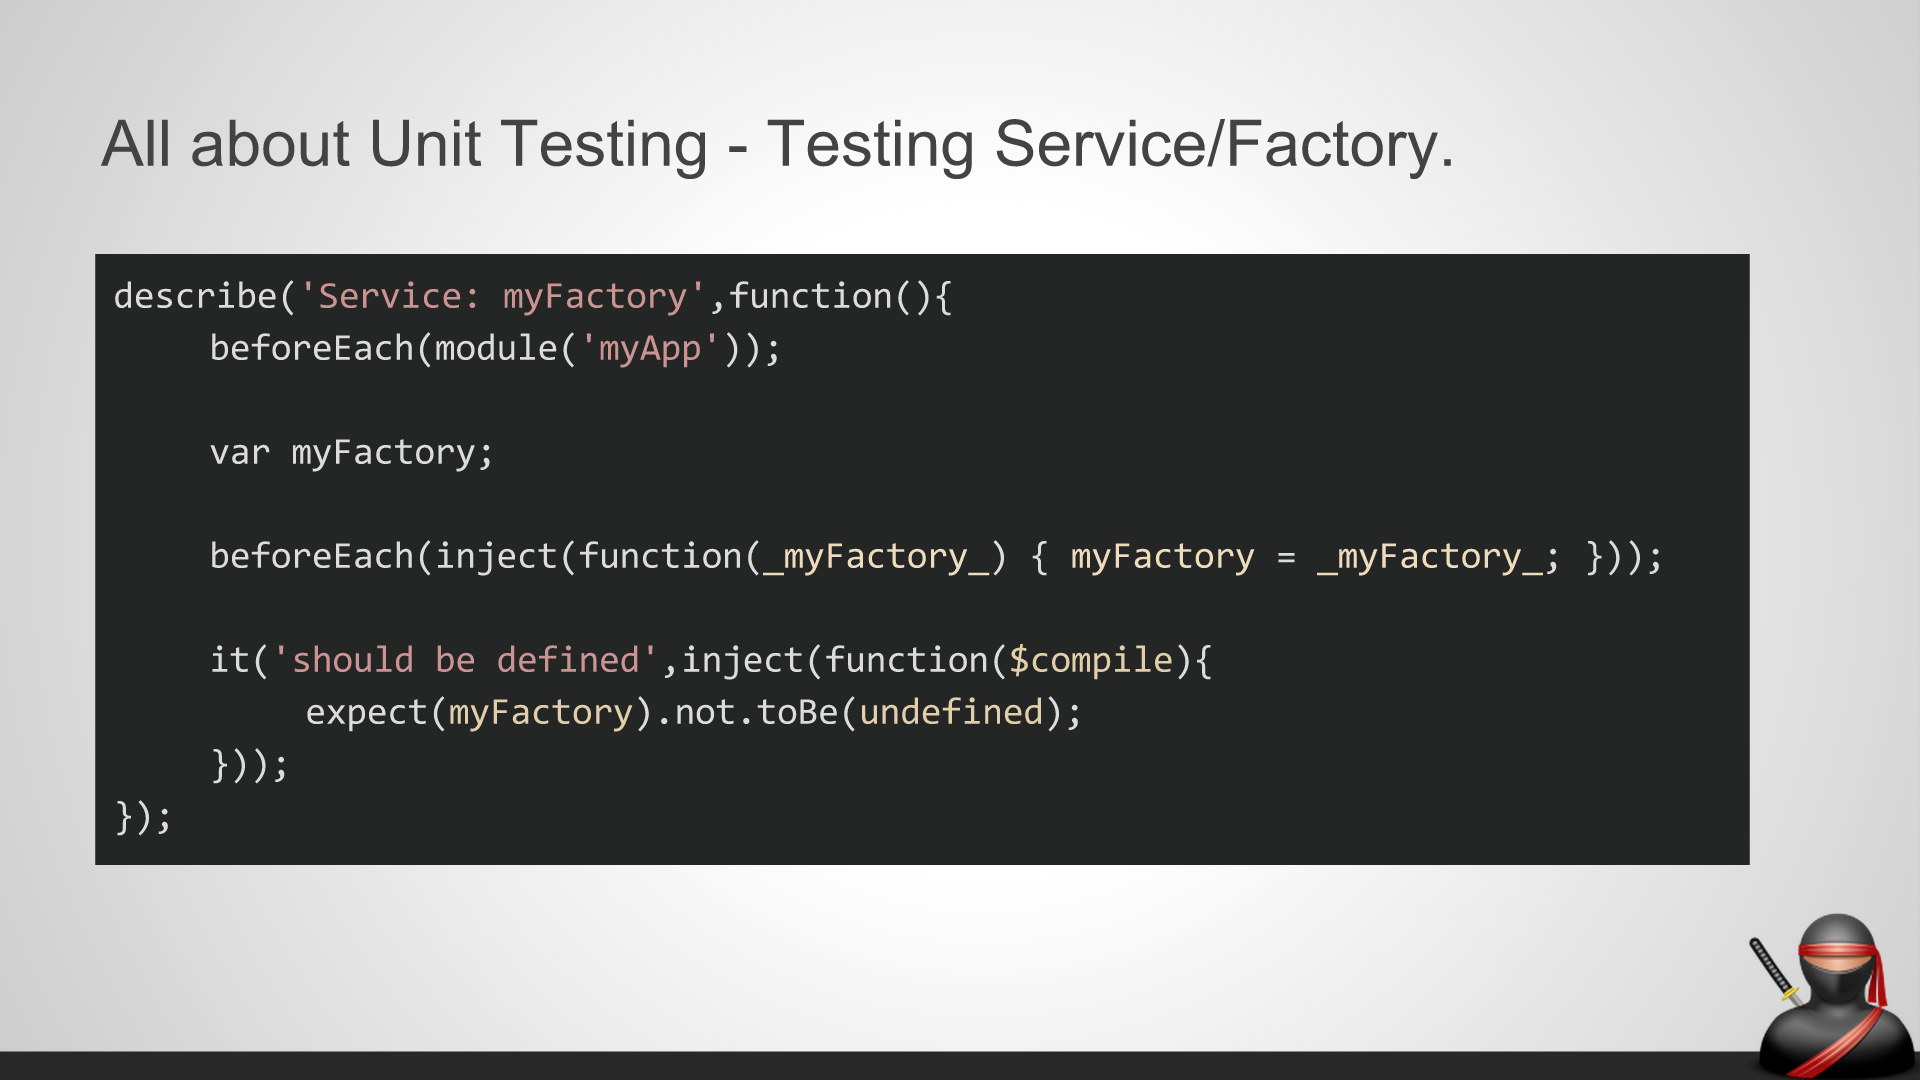 All about Unit Testing - Testing Service/Factory.
describe('Service: myFactory',function(){
beforeEach(module('myApp'));
var myFactory;
beforeEach(inject(function(_myFactory_) { myFactory = _myFactory_; }));
it('should be defined',inject(function($compile){
expect(myFactory).not.toBe(undefined);
}));
});